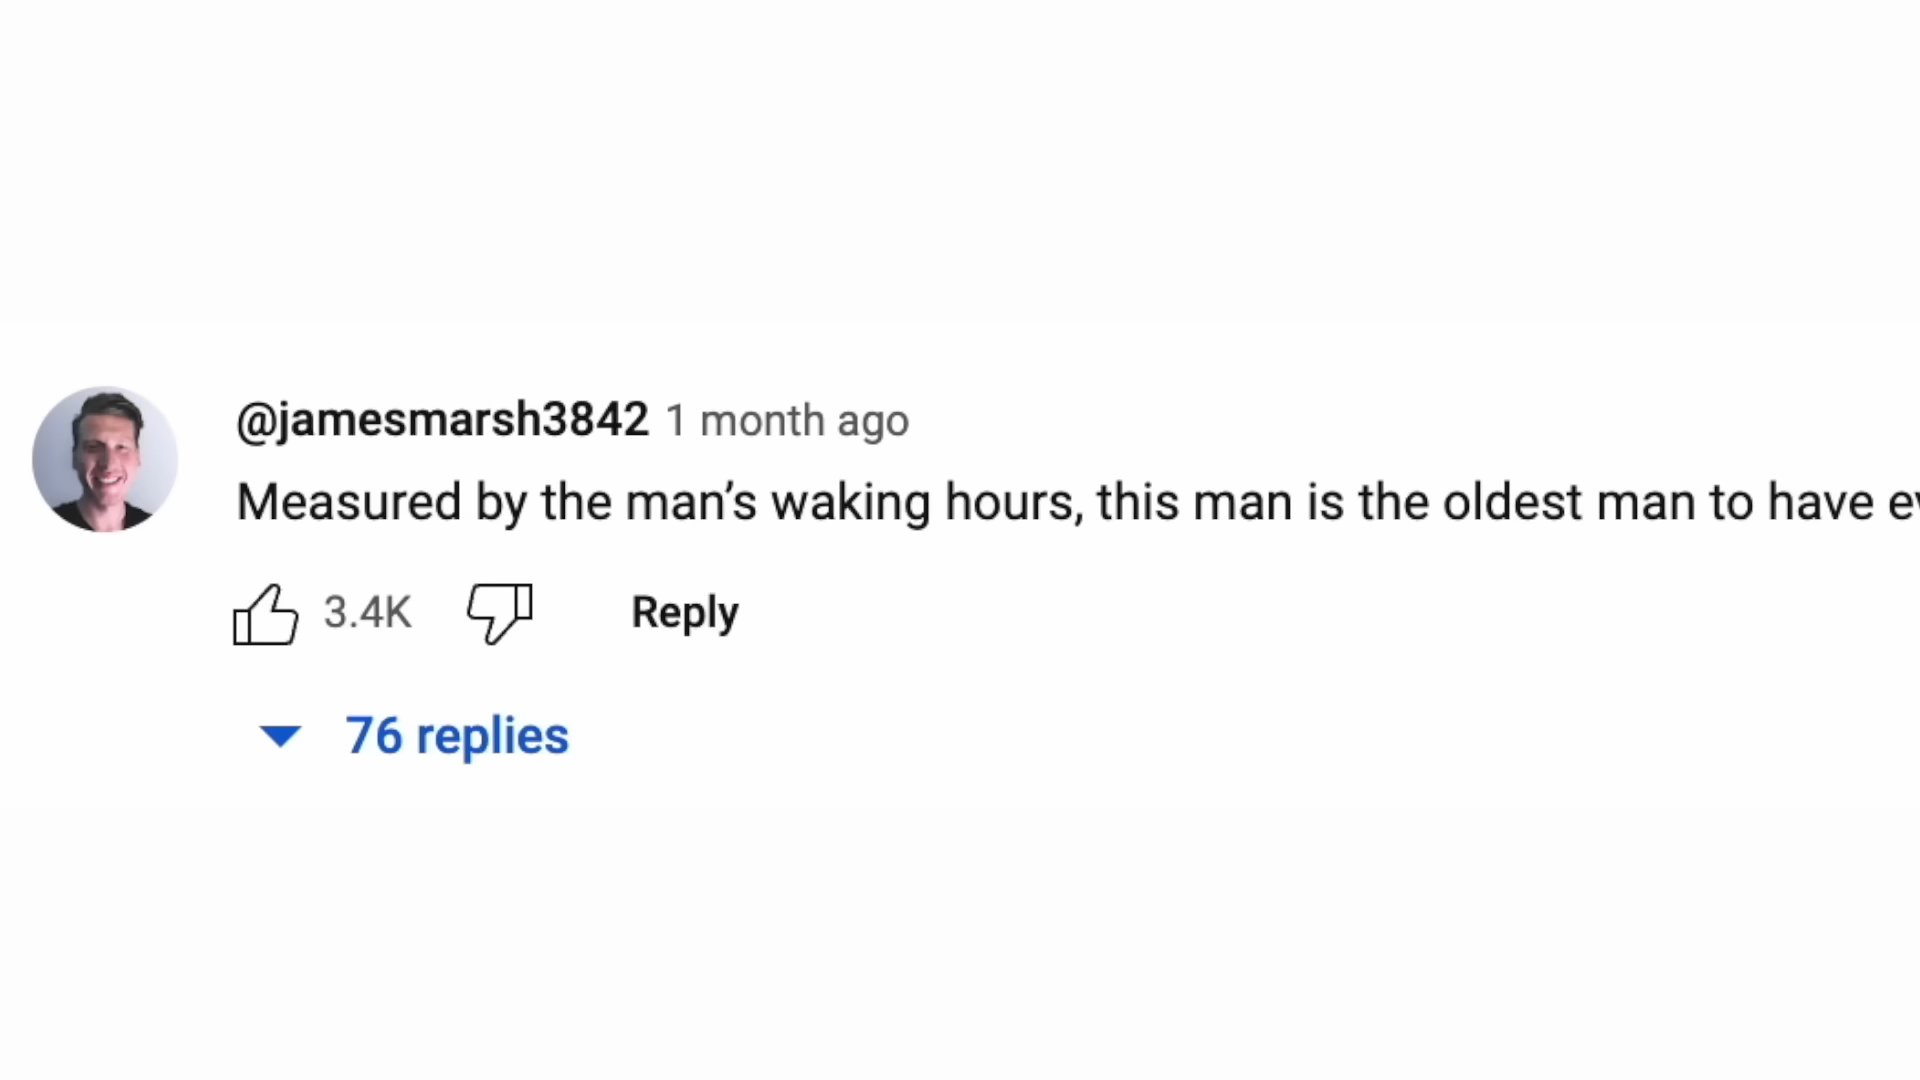 @jamesmarsh3842 1 month ago
Measured by the man’s waking hours, this man is the oldest man to have
3.4K Reply
76 replies